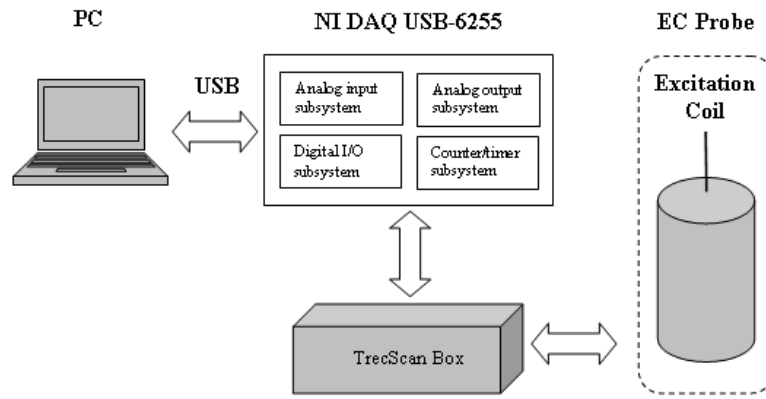 PC
NI DAQ USB-6255
EC Probe
USB
Analog input
subsystem
Analog output
subsystem
Digital I/O
subsystem
Counter/timer
subsystem
Excitation
Coil
TrecScan Box